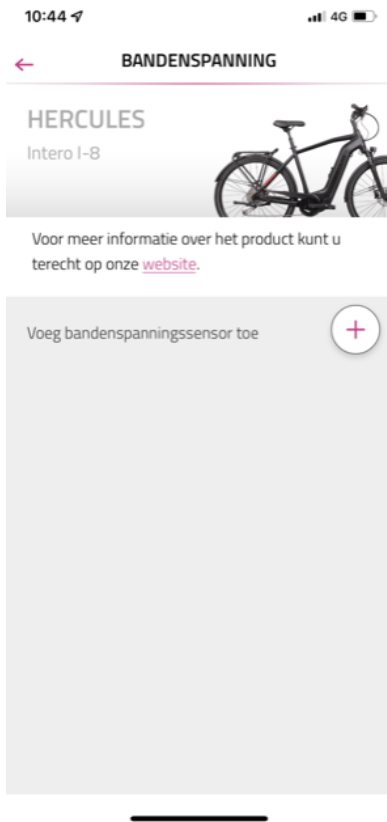 10:44 4G
BANDENSPANNING
HERCULES
Intero I-8
Voor meer informatie over het product kunt u
terecht op onze website.
Voeg bandenspanningssensor toe